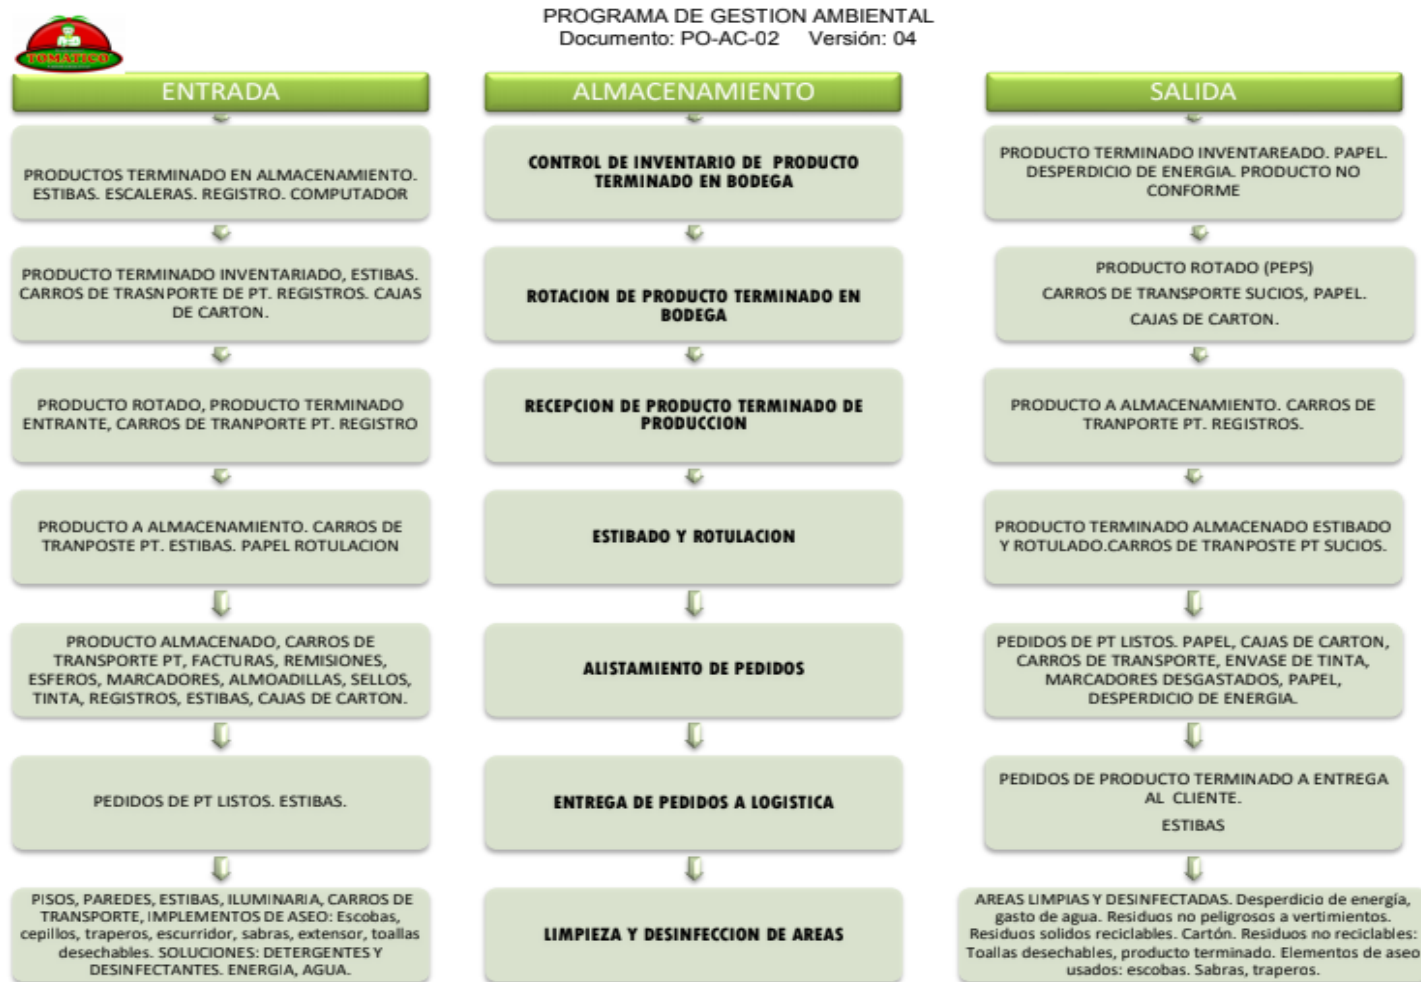 PROGRAMA DE GESTION AMBIENTAL
Documento: PO-AC-02 Versión: 04
TOMATICO
ENTRADA
PRODUCTOS TERMINADO EN ALMACENAMIENTO.
ESTIBAS. ESCALERAS. REGISTRO. COMPUTADOR
PRODUCTO TERMINADO INVENTARIADO, ESTIBAS.
CARROS DE TRASNPORTE DE PT. REGISTROS. CAJAS
DE CARTON.
PRODUCTO ROTADO, PRODUCTO TERMINADO
ENTRANTE, CARROS DE TRANPORTE PT. REGISTRO
PRODUCTO A ALMACENAMIENTO. CARROS DE
TRANPOSTE PT. ESTIBAS. PAPEL ROTULACION
PRODUCTO ALMACENADO, CARROS DE
TRANSPORTE PT, FACTURAS, REMISIONES,
ESFEROS, MARCADORES, ALMOADILLAS, SELLOS,
TINTA, REGISTROS, ESTIBAS, CAJAS DE CARTON.
PEDIDOS DE PT LISTOS. ESTIBAS.
PISOS, PAREDES, ESTIBAS, ILUMINARIA, CARROS DE
TRANSPORTE, IMPLEMENTOS DE ASEO: Escobas,
cepillos, traperos, escurridor, sabras, extensor, toallas
desechables. SOLUCIONES: DETERGENTES Y
DESINFECTANTES. ENERGIA, AGUA.
ALMACENAMIENTO
CONTROL DE INVENTARIO DE PRODUCTO
TERMINADO EN BODEGA
ROTACION DE PRODUCTO TERMINADO EN
BODEGA
RECEPCION DE PRODUCTO TERMINADO DE
PRODUCCION
ESTIBADO Y ROTULACION
ALISTAMIENTO DE PEDIDOS
ENTREGA DE PEDIDOS A LOGISTICA
LIMPIEZA Y DESINFECCION DE AREAS
SALIDA
PRODUCTO TERMINADO INVENTAREADO. PAPEL.
DESPERDICIO DE ENERGIA. PRODUCTO NO
CONFORME
PRODUCTO ROTADO (PEPS)
CARROS DE TRANSPORTE SUCIOS, PAPEL.
CAJAS DE CARTON.
PRODUCTO A ALMACENAMIENTO. CARROS DE
TRANPORTE PT. REGISTROS.
PRODUCTO TERMINADO ALMACENADO ESTIBADO
Y ROTULADO.CARROS DE TRANPOSTE PT SUCIOS.
PEDIDOS DE PT LISTOS. PAPEL, CAJAS DE CARTON,
CARROS DE TRANSPORTE, ENVASE DE TINTA,
MARCADORES DESGASTADOS, PAPEL,
DESPERDICIO DE ENERGIA.
PEDIDOS DE PRODUCTO TERMINADO A ENTREGA
AL CLIENTE.
ESTIBAS
AREAS LIMPIAS Y DESINFECTADAS. Desperdicio de energía,
gasto de agua. Residuos no peligrosos a vertimientos.
Residuos solidos reciclables. Cartón. Residuos no reciclables:
Toallas desechables, producto terminado. Elementos de aseo
usados: escobas. Sabras, traperos.